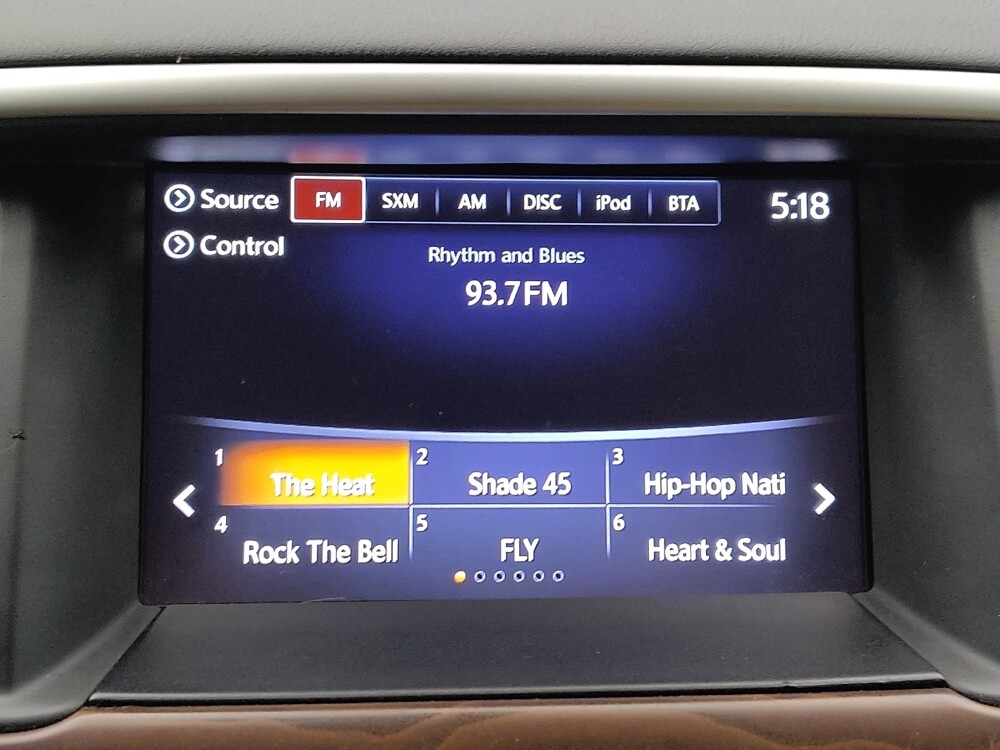 Source FM SXM AM DISC iPod BTA 5:18
Control
Rhythm and Blues
93.7FM
1 The Heat 2 Shade 45 3 Hip-Hop Nati
4 Rock The Bell 5 FLY 6 Heart & Soul